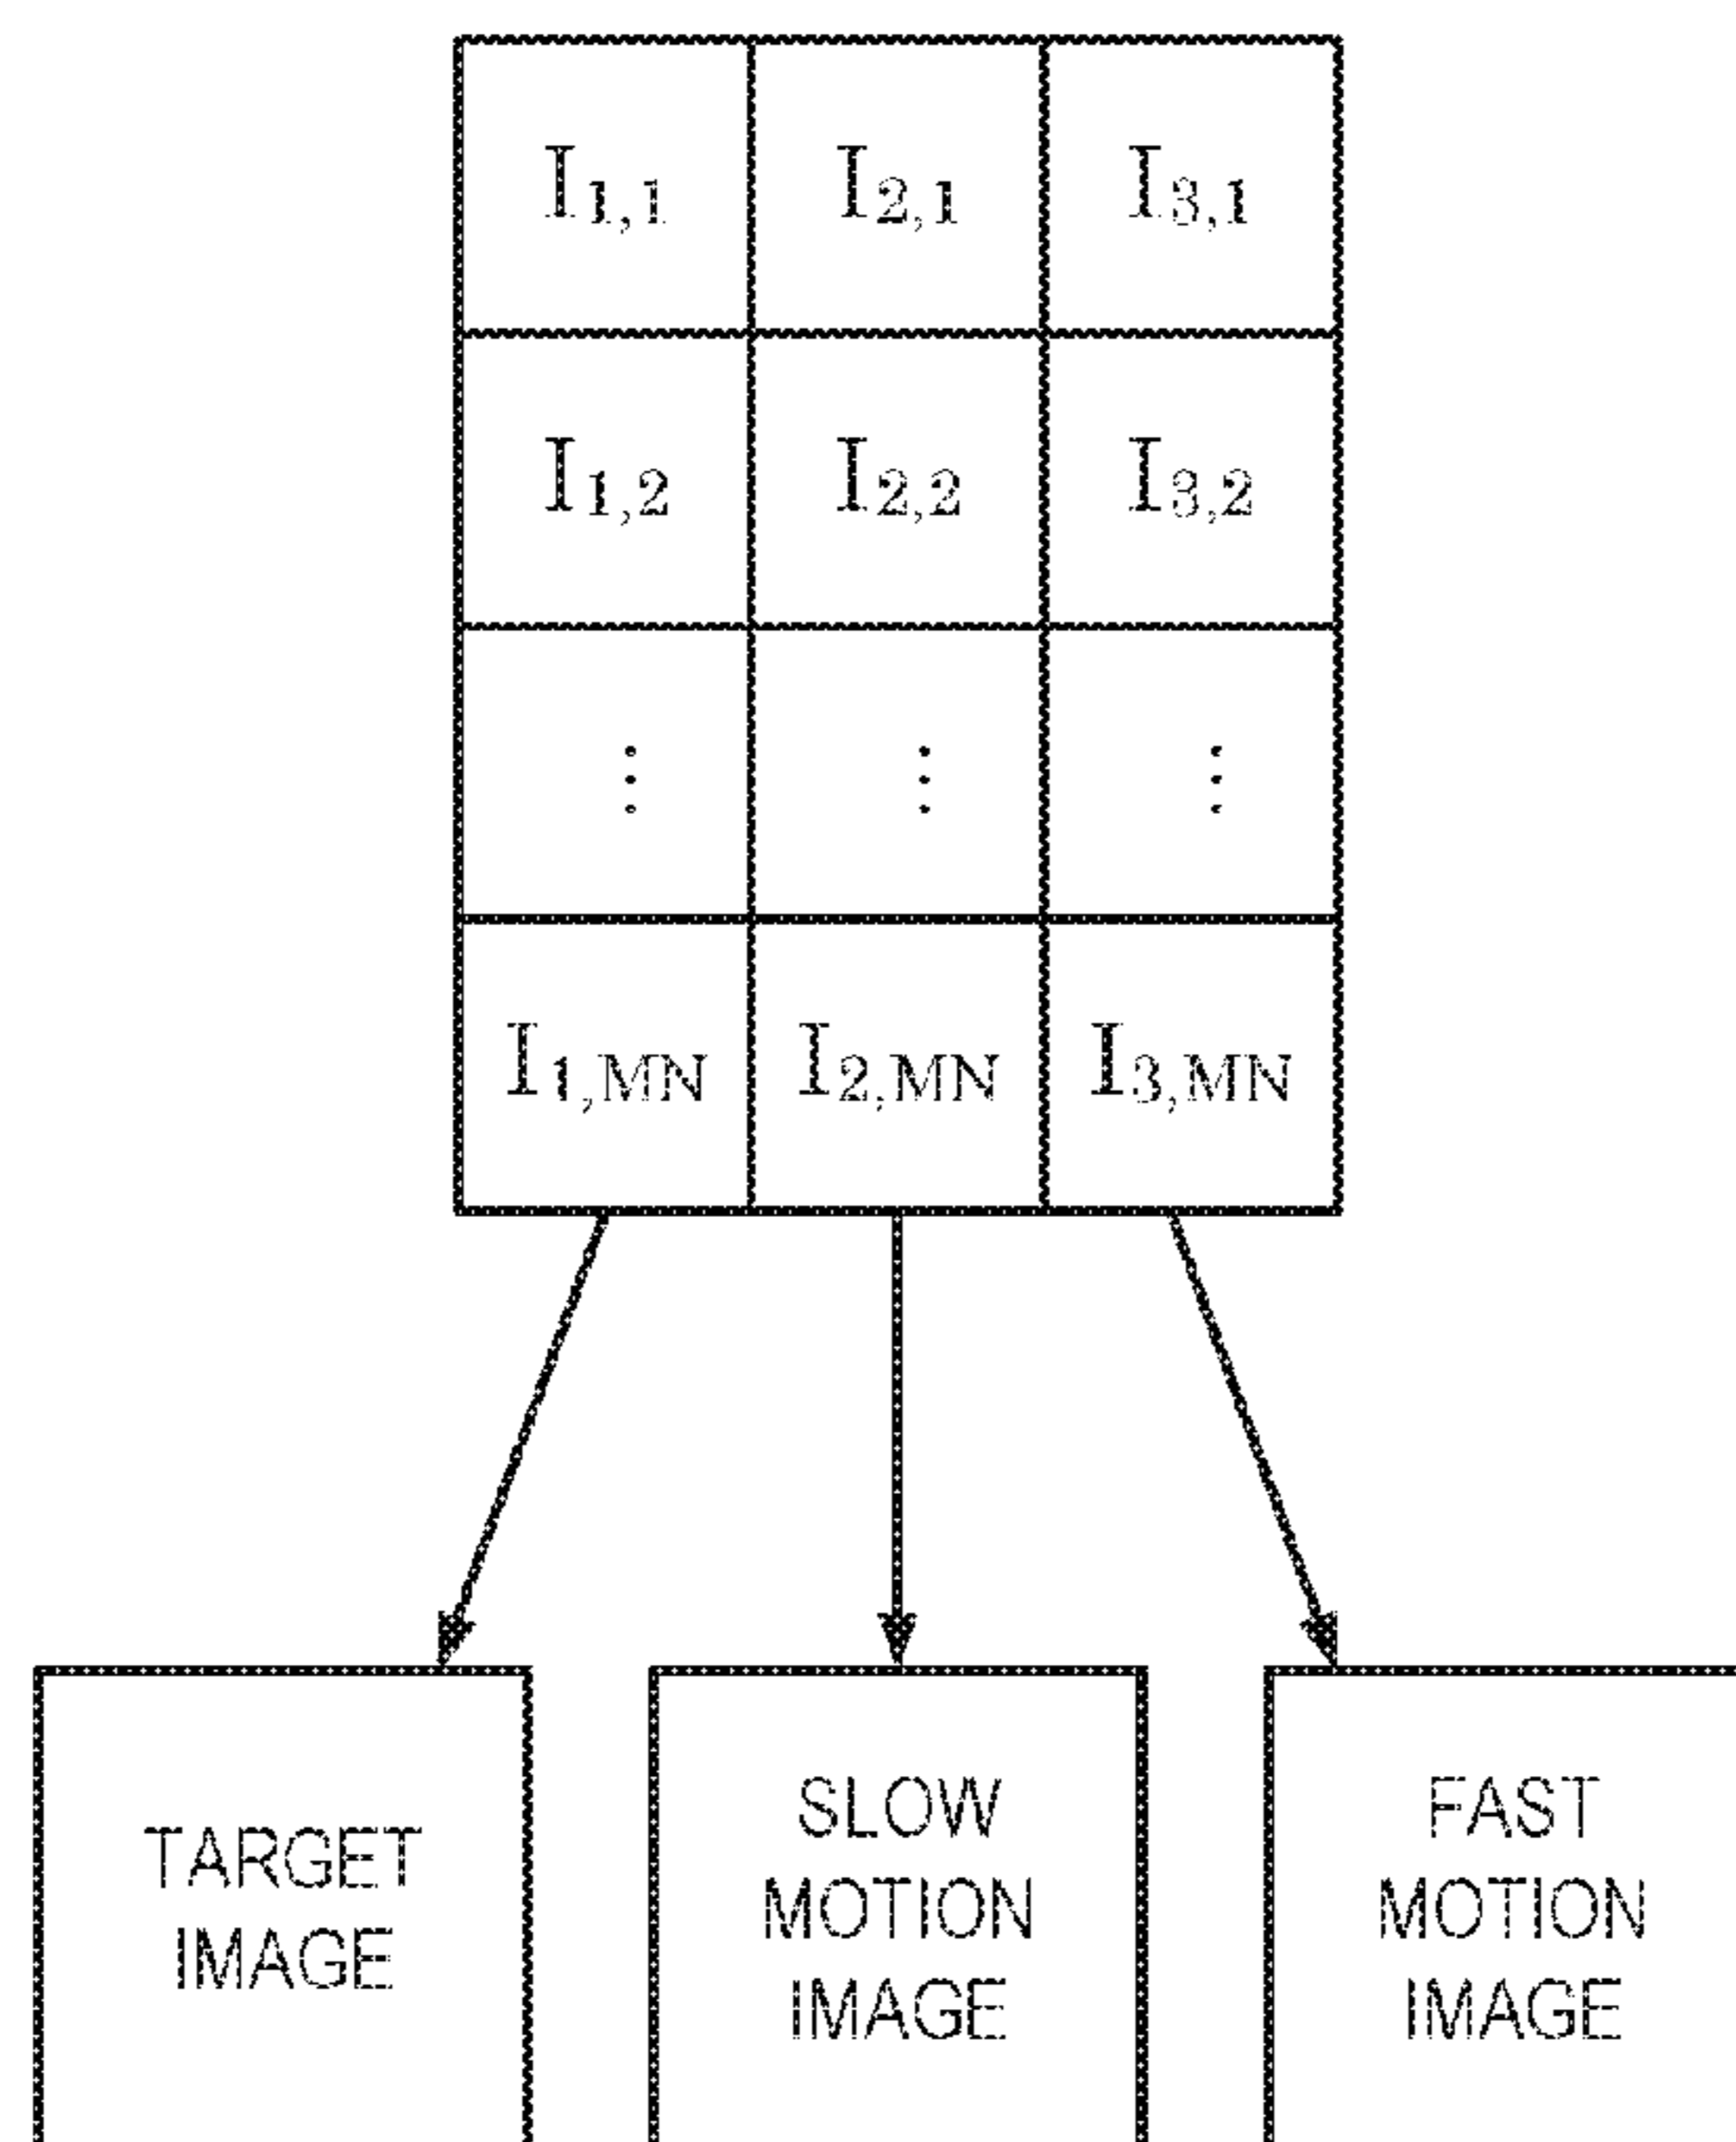 I1,1 I2,1 I3,1
I1,2 I2,2 I3,2
⋮ ⋮ ⋮
I1,MN I2,MN I3,MN
TARGET
IMAGE
SLOW
MOTION
IMAGE
FAST
MOTION
IMAGE